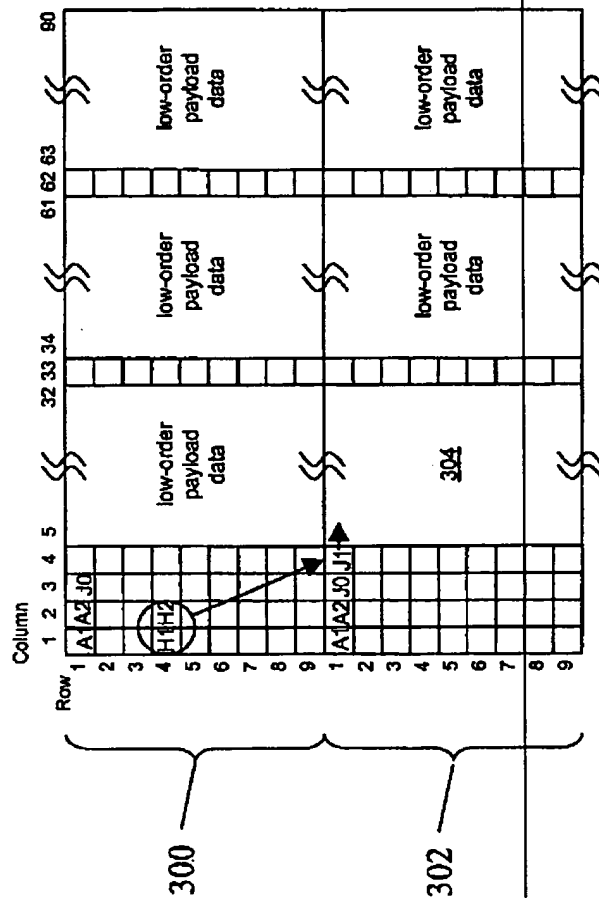 Column
1 2 3 4 5 32 33 34 61 62 63 90
Row
1 A1 A2 J0
2
3
4 H1 H2
5
6
7
8
9
low-order payload data
low-order payload data
low-order payload data
300
1 A1 A2 J0 J1
2
3
4
5
6
7
8
9
304
low-order payload data
low-order payload data
302